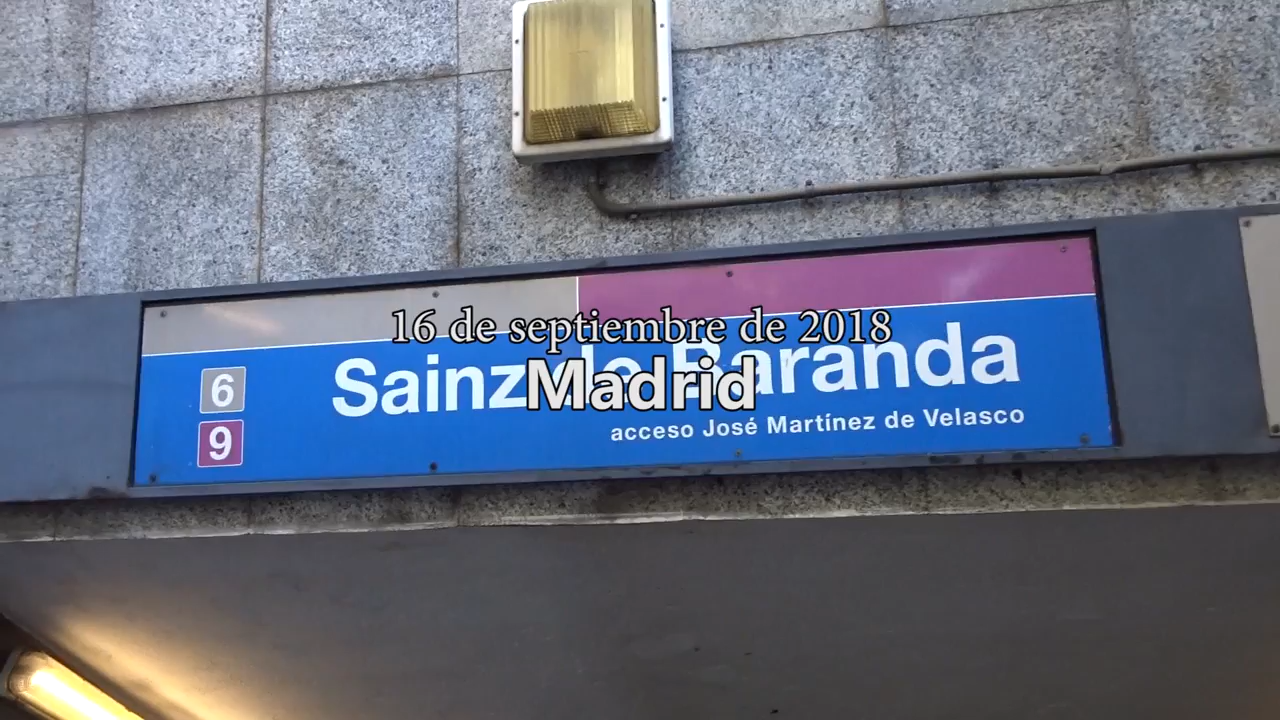 16 de septiembre de 2018
Madrid
Sainz de Baranda
acceso José Martínez de Velasco
6
9